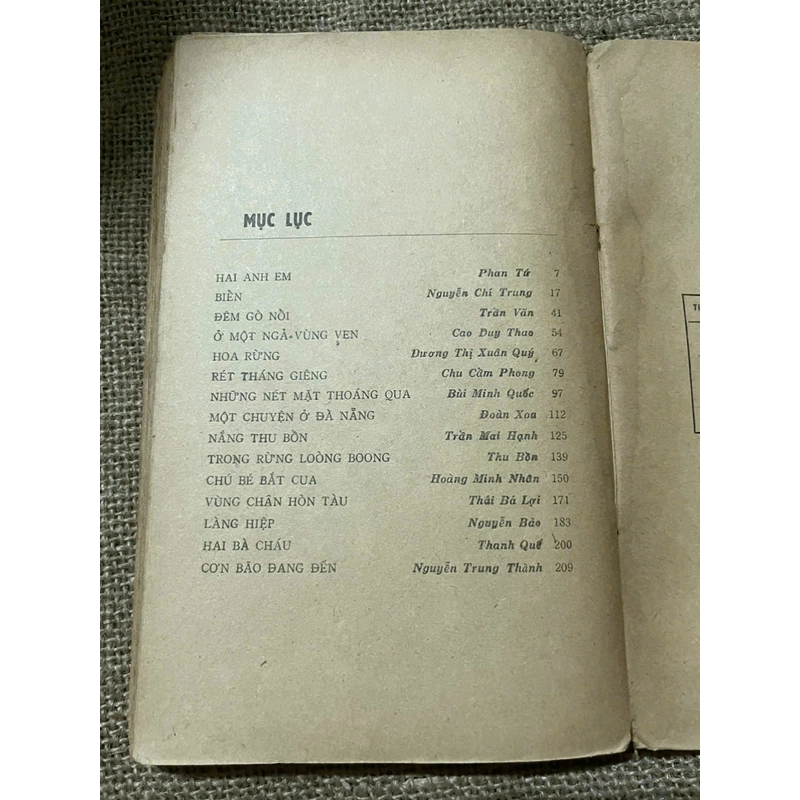 MỤC LỤC
HAI ANH EM Phan Tứ 7
BIỂN Nguyễn Chí Trung 17
ĐÊM GÒ NỒI Trần Văn 41
Ở MỘT NGẢ VÙNG VEN Cao Duy Thao 54
HOA RỪNG Dương Thị Xuân Quý 67
RÉT THÁNG GIÊNG Chu Cẩm Phong 79
NHỮNG NÉT MẶT THOÁNG QUA Bùi Minh Quốc 97
MỘT CHUYỆN Ở ĐÀ NẴNG Đoàn Xoa 112
NẮNG THU BỒN Trần Mai Hạnh 125
TRONG RỪNG LOÒNG BOONG Thu Bồn 139
CHÚ BÉ BẮT CUA Hoàng Minh Nhân 150
VÙNG CHÂN HÒN TÀU Thái Bá Lợi 171
LÀNG HIỆP Nguyễn Bảo 183
HAI BÀ CHÁU Thanh Quế 200
CƠN BÃO ĐANG ĐẾN Nguyễn Trung Thành 209